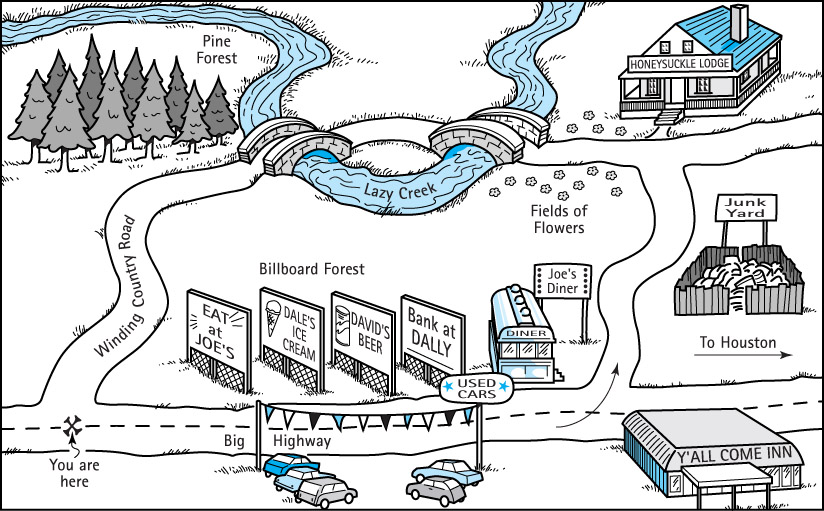 Pine
Forest
HONEYSUCKLE LODGE
Lazy Creek
Fields of
Flowers
Junk
Yard
Winding Country Road
Billboard Forest
Joe's
Diner
EAT
at
JOE'S
DALE'S
ICE
CREAM
DAVID'S
BEER
Bank at
DALLY
DINER
To Houston
USED
CARS
Big Highway
You are
here
Y'ALL COME INN